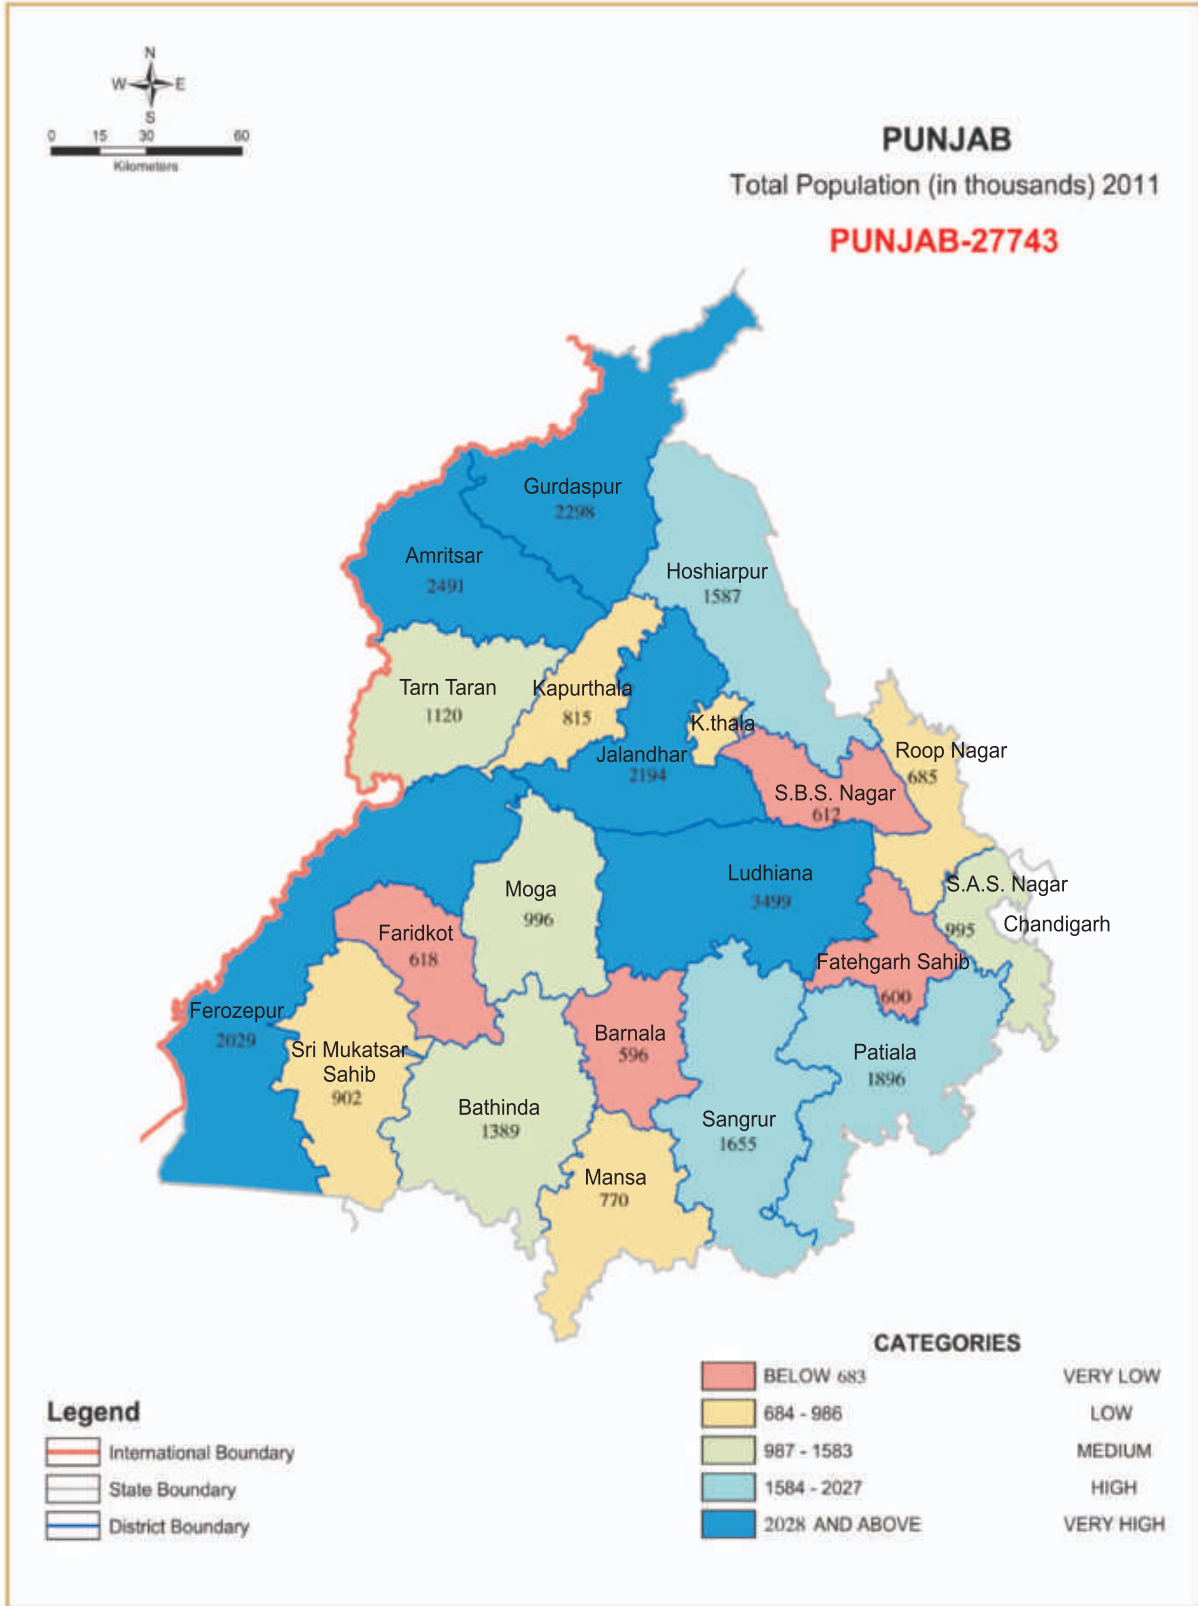 N
W E
S
0 15 30 60
Kilometers
PUNJAB
Total Population (in thousands) 2011
PUNJAB-27743
Gurdaspur
2298
Amritsar
2491
Hoshiarpur
1587
Tarn Taran
1120
Kapurthala
815
K.thala
Jalandhar
2194
Roop Nagar
685
S.B.S. Nagar
612
Ludhiana
3499
Moga
996
S.A.S. Nagar
995
Chandigarh
Faridkot
618
Fatehgarh Sahib
600
Ferozepur
2029
Sri Mukatsar
Sahib
902
Barnala
596
Patiala
1896
Bathinda
1389
Sangrur
1655
Mansa
770
CATEGORIES
BELOW 683 VERY LOW
684 - 986 LOW
987 - 1583 MEDIUM
1584 - 2027 HIGH
2028 AND ABOVE VERY HIGH
Legend
International Boundary
State Boundary
District Boundary